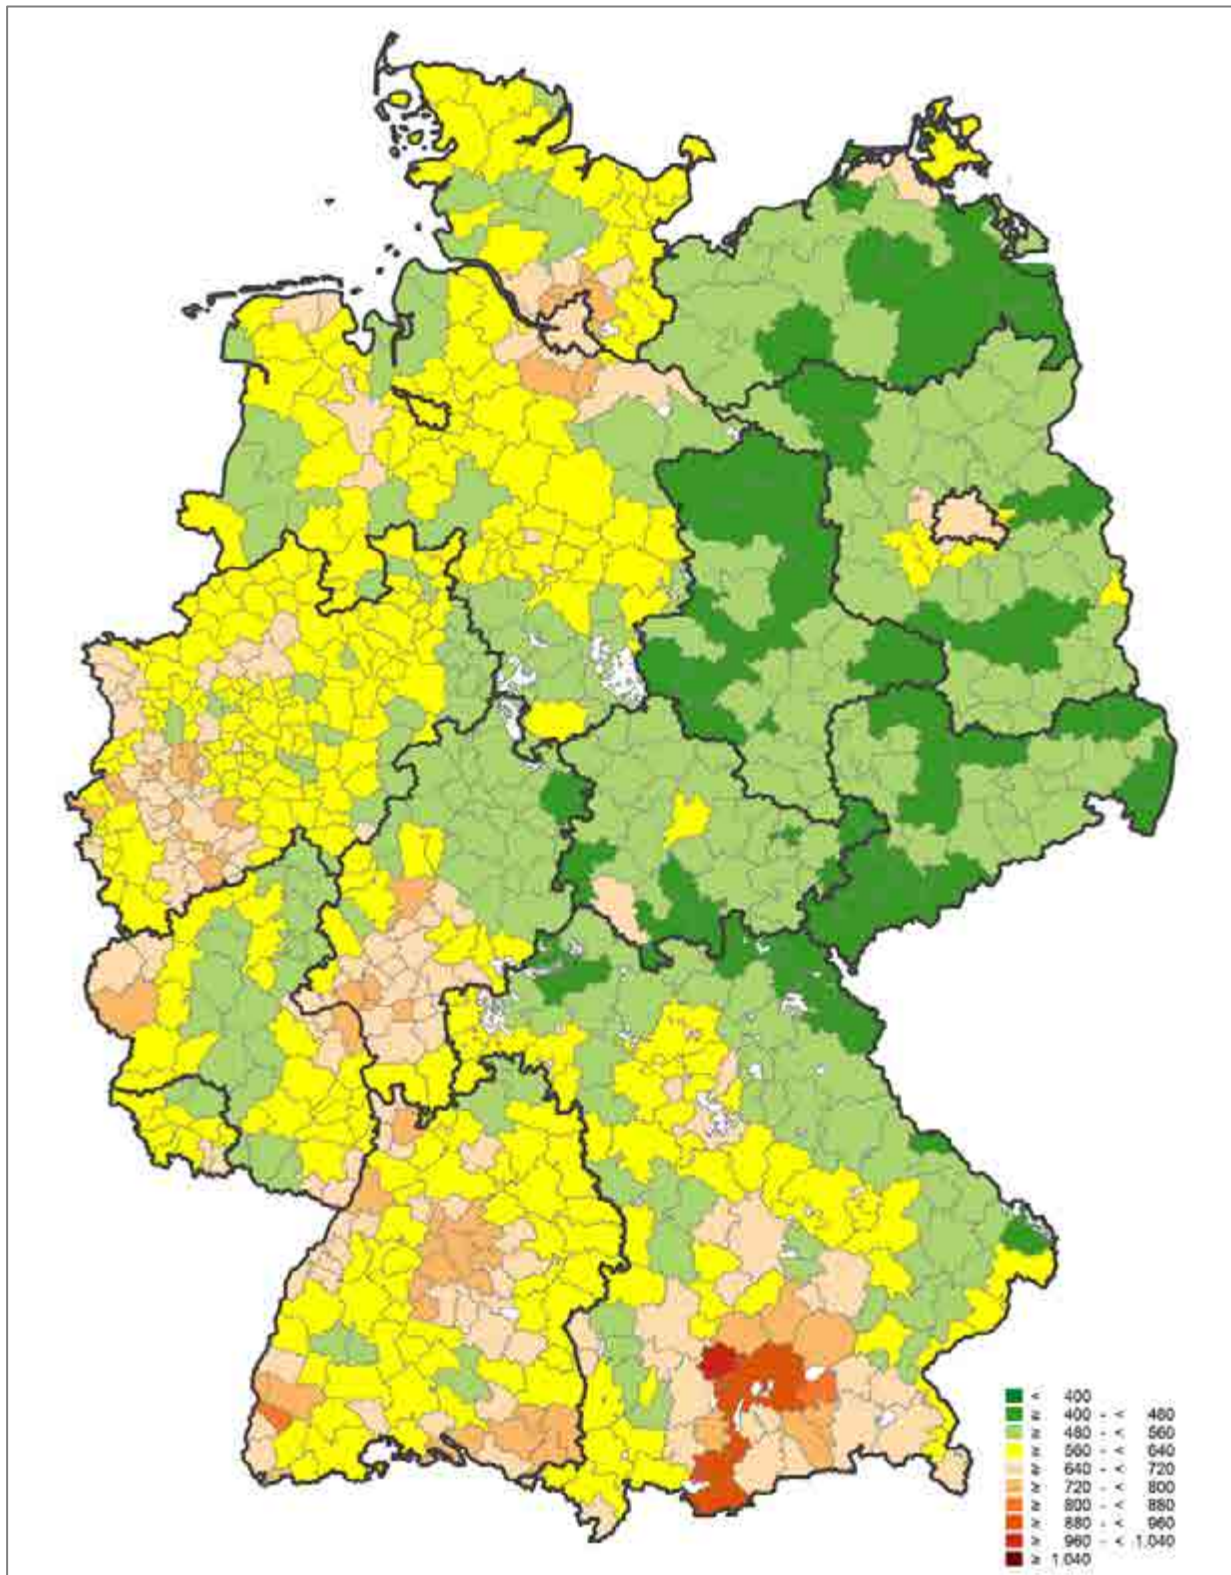 < 400
≥ 400 - < 480
≥ 480 - < 560
≥ 560 - < 640
≥ 640 - < 720
≥ 720 - < 800
≥ 800 - < 880
≥ 880 - < 960
≥ 960 - < 1.040
≥ 1.040